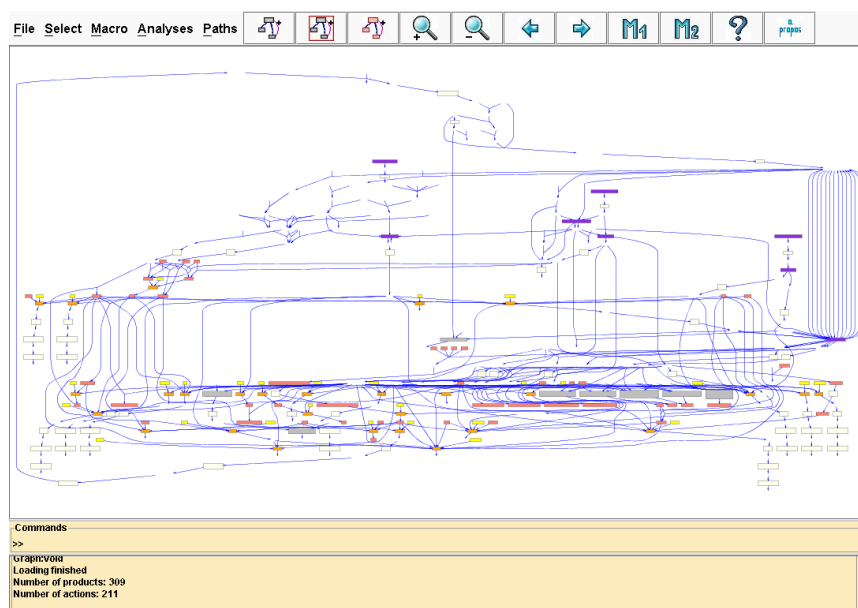 File Select Macro Analyses Paths + - M1 M2 ? a propos
Commands
>>
Graph:void
Loading finished
Number of products: 309
Number of actions: 211